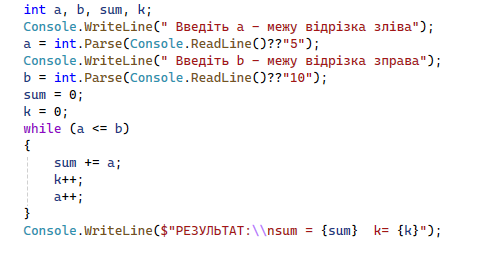 int a, b, sum, k;
Console.WriteLine(" Введіть a – межу відрізка зліва");
a = int.Parse(Console.ReadLine()??"5");
Console.WriteLine(" Введіть b – межу відрізка зправа");
b = int.Parse(Console.ReadLine()??"10");
sum = 0;
k = 0;
while (a <= b)
{
    sum += a;
    k++;
    a++;
}
Console.WriteLine($"РЕЗУЛЬТАТ:\\nsum = {sum}  k= {k}");